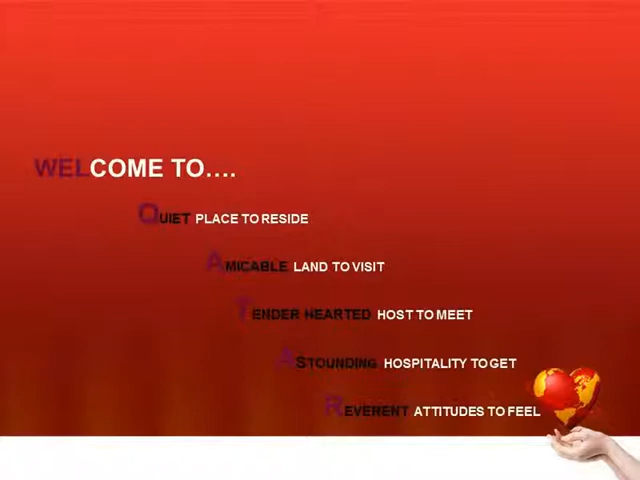 WELCOME TO....
QUIET PLACE TO RESIDE
AMICABLE LAND TO VISIT
TENDER HEARTED HOST TO MEET
ASTOUNDING HOSPITALITY TO GET
REVERENT ATTITUDES TO FEEL